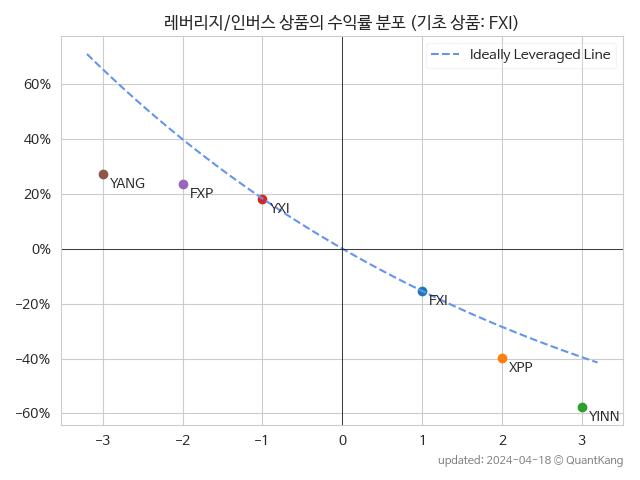 레버리지/인버스 상품의 수익률 분포 (기초 상품: FXI)
Ideally Leveraged Line
60%
40%
20%
0%
−20%
−40%
−60%
YANG
FXP
YXI
FXI
XPP
YINN
−3
−2
−1
0
1
2
3
updated: 2024-04-18 © QuantKang